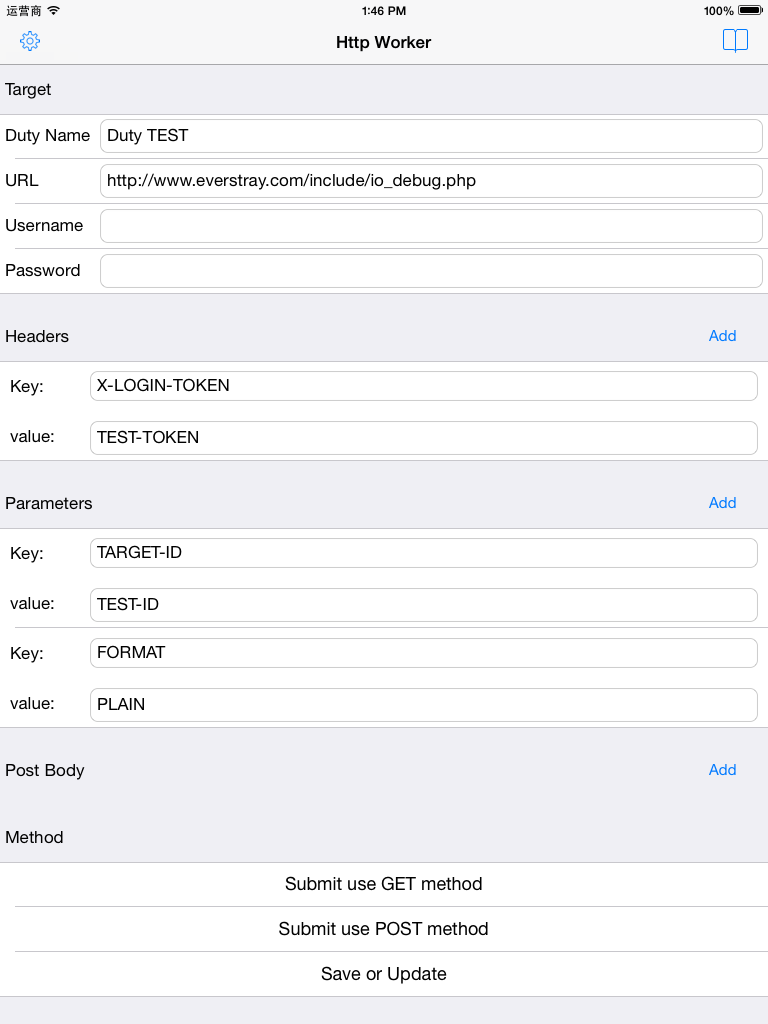 运营商 1:46 PM 100%
Http Worker
Target
Duty Name Duty TEST
URL http://www.everstray.com/include/io_debug.php
Username
Password
Headers Add
Key: X-LOGIN-TOKEN
value: TEST-TOKEN
Parameters Add
Key: TARGET-ID
value: TEST-ID
Key: FORMAT
value: PLAIN
Post Body Add
Method
Submit use GET method
Submit use POST method
Save or Update